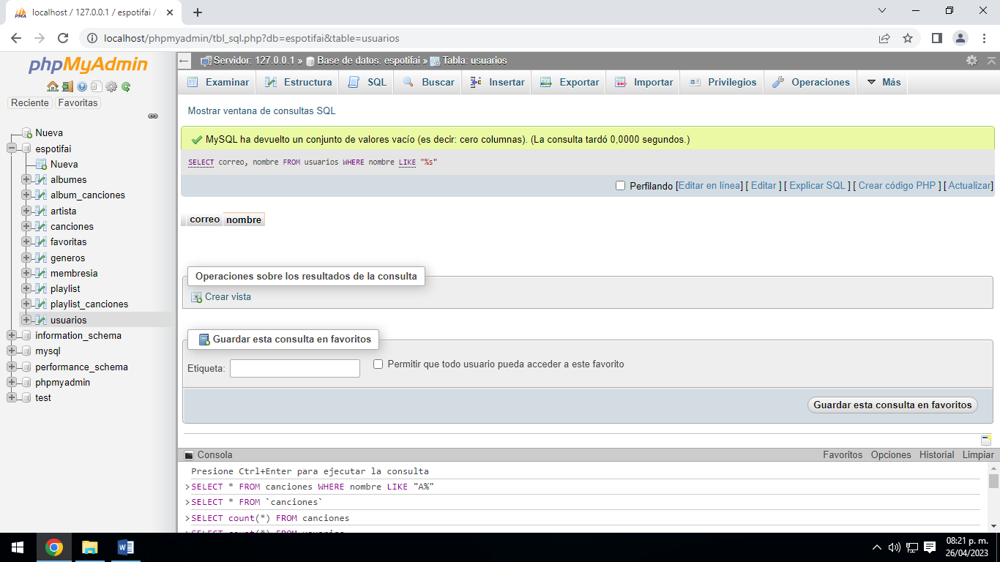 localhost / 127.0.0.1 / espotifai /
localhost/phpmyadmin/tbl_sql.php?db=espotifai&table=usuarios
phpMyAdmin
Reciente Favoritas
Nueva
espotifai
Nueva
albumes
album_canciones
artista
canciones
favoritas
generos
membresia
playlist
playlist_canciones
usuarios
information_schema
mysql
performance_schema
phpmyadmin
test
Servidor: 127.0.0.1 » Base de datos: espotifai » Tabla: usuarios
Examinar Estructura SQL Buscar Insertar Exportar Importar Privilegios Operaciones Más
Mostrar ventana de consultas SQL
MySQL ha devuelto un conjunto de valores vacío (es decir: cero columnas). (La consulta tardó 0,0000 segundos.)
SELECT correo, nombre FROM usuarios WHERE nombre LIKE "%s"
Perfilando [Editar en línea] [ Editar ] [ Explicar SQL ] [ Crear código PHP ] [ Actualizar]
correo nombre
Operaciones sobre los resultados de la consulta
Crear vista
Guardar esta consulta en favoritos
Etiqueta: Permitir que todo usuario pueda acceder a este favorito
Guardar esta consulta en favoritos
Consola Favoritos Opciones Historial Limpiar
Presione Ctrl+Enter para ejecutar la consulta
>SELECT * FROM canciones WHERE nombre LIKE "A%"
>SELECT * FROM `canciones`
>SELECT count(*) FROM canciones
>SELECT count(*) FROM usuarios
08:21 p. m.
26/04/2023